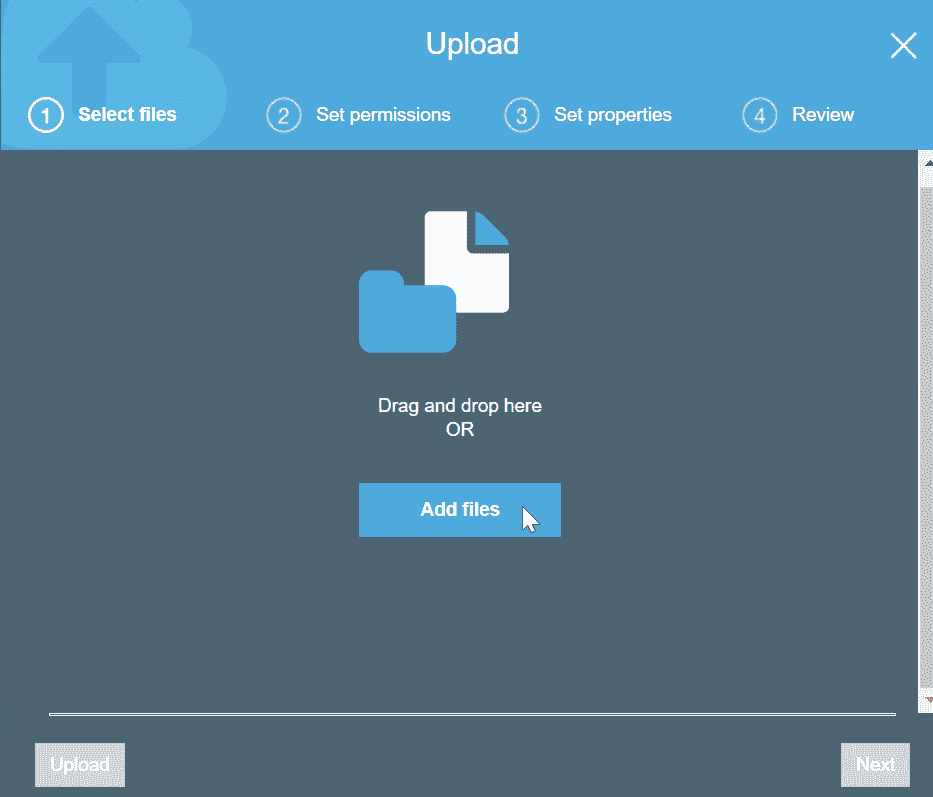 Upload
1 Select files
2 Set permissions
3 Set properties
4 Review
Drag and drop here
OR
Add files
Upload
Next